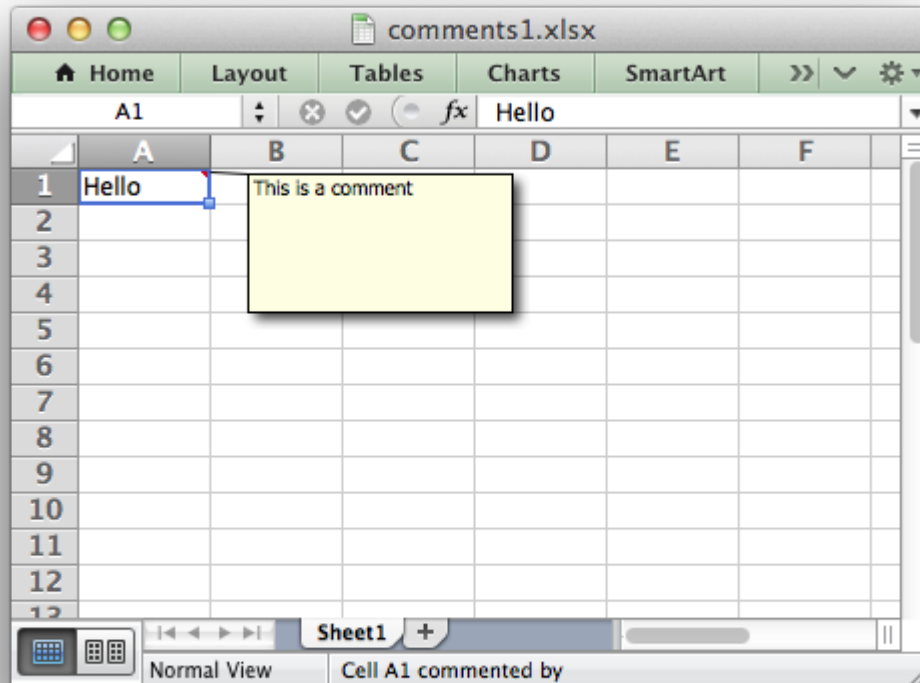 comments1.xlsx
Home Layout Tables Charts SmartArt
A1 fx Hello
A B C D E F
1 Hello This is a comment
2
3
4
5
6
7
8
9
10
11
12
13
Sheet1 +
Normal View Cell A1 commented by